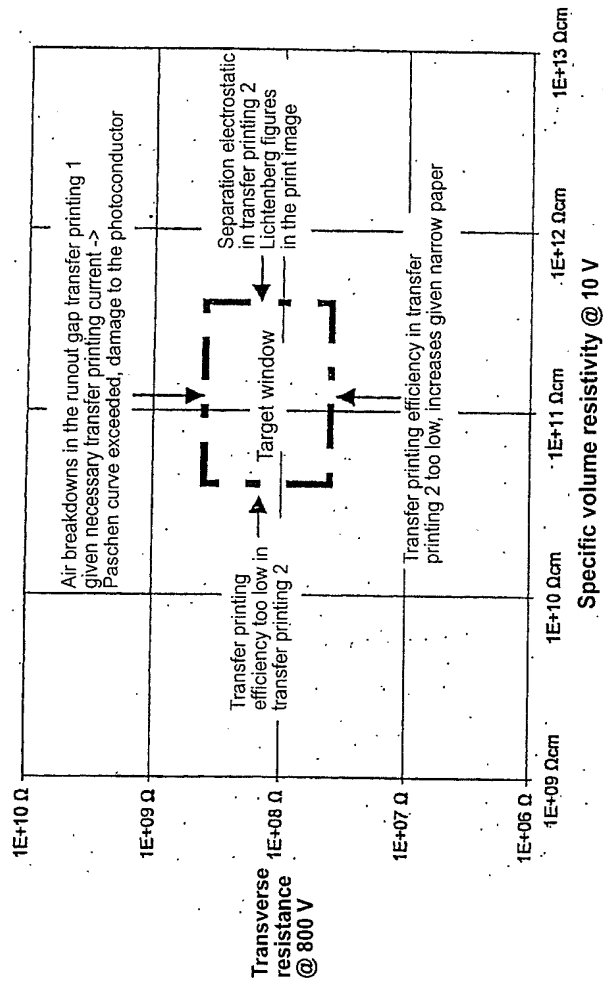 1E+10 Ω
1E+09 Ω
1E+08 Ω
1E+07 Ω
1E+06 Ω
Transverse
resistance
@ 800 V
Air breakdowns in the runout gap transfer printing 1
given necessary transfer printing current ->
Paschen curve exceeded, damage to the photoconductor
Transfer printing
efficiency too low in
transfer printing 2
Target window
Separation electrostatic
in transfer printing 2
Lichtenberg figures
in the print image
Transfer printing efficiency in transfer
printing 2 too low, increases given narrow paper
1E+09 Ωcm
1E+10 Ωcm
1E+11 Ωcm
1E+12 Ωcm
1E+13 Ωcm
Specific volume resistivity @ 10 V